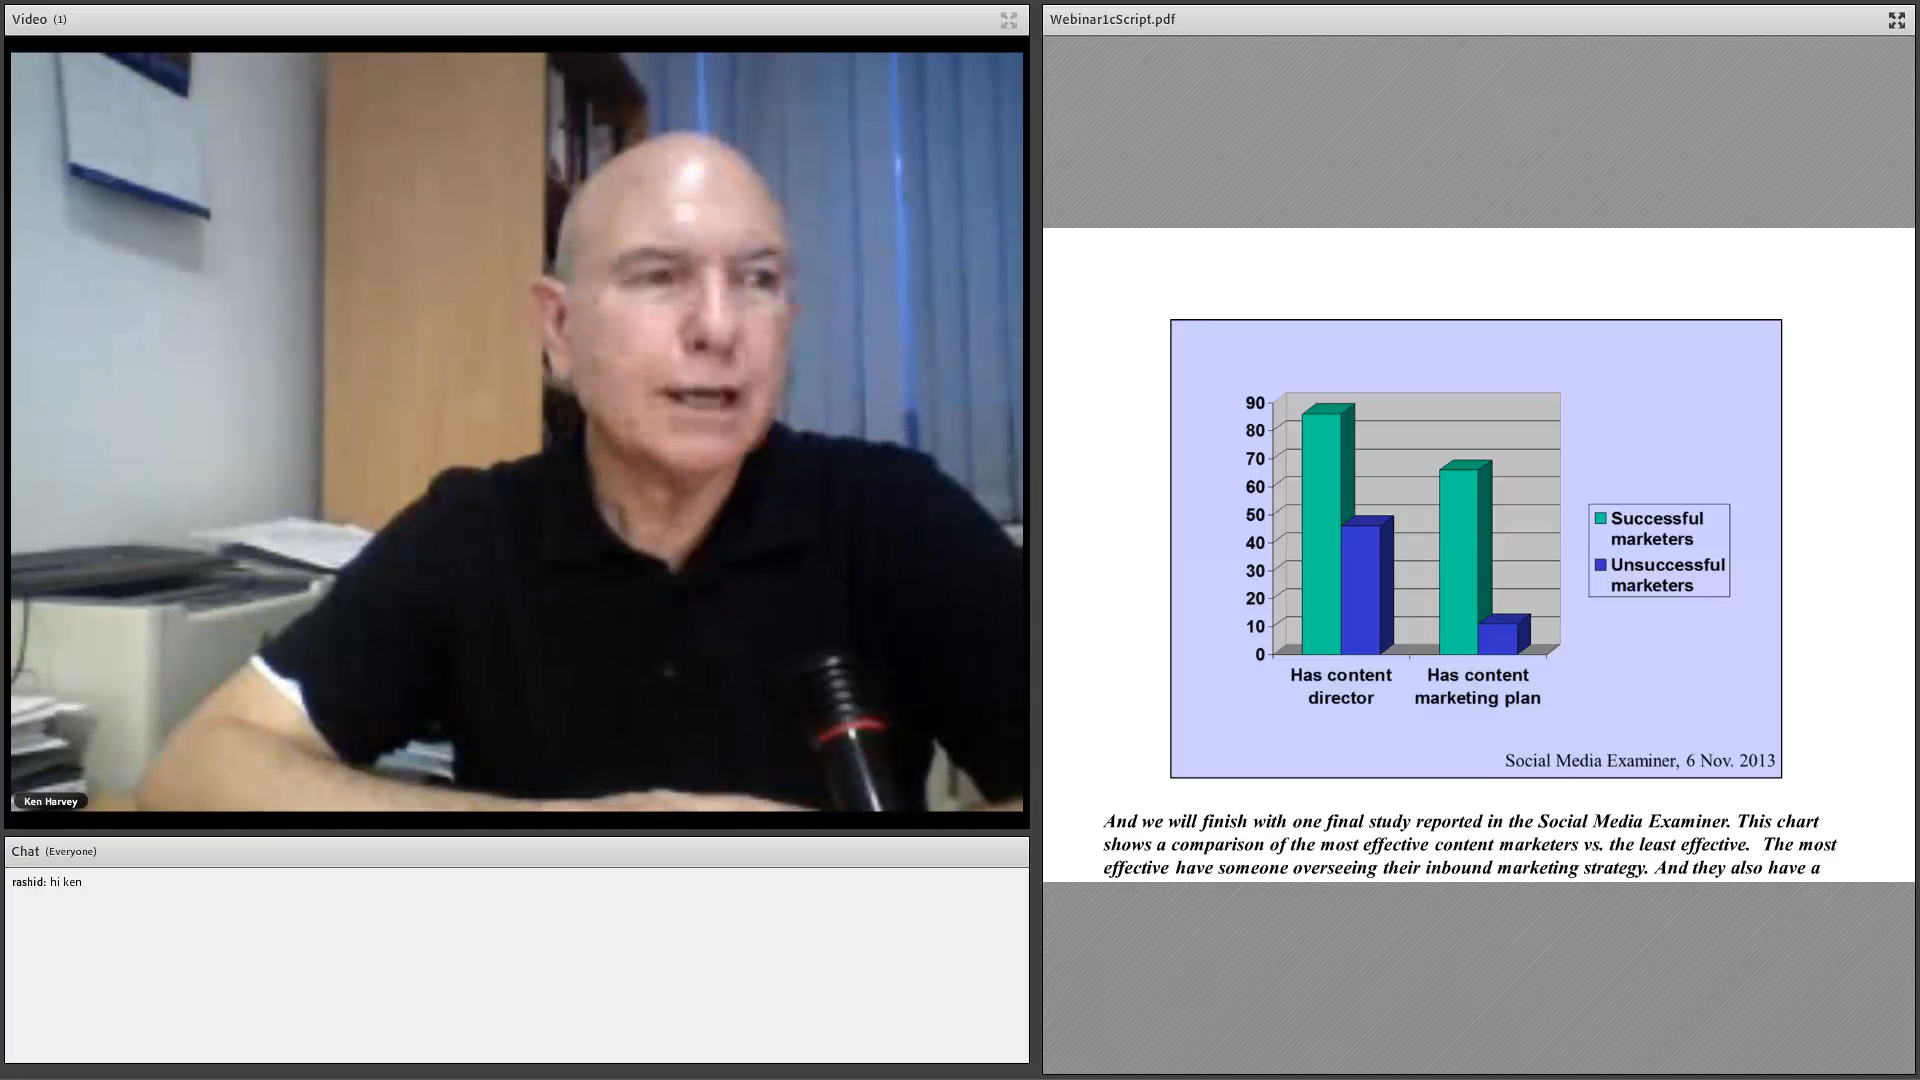 Video (1)
Ken Harvey
Chat (Everyone)
rashid: hi ken
Webinar1cScript.pdf
90
80
70
60
50
40
30
20
10
0
Has content
director
Has content
marketing plan
Successful
marketers
Unsuccessful
marketers
Social Media Examiner, 6 Nov. 2013
And we will finish with one final study reported in the Social Media Examiner. This chart
shows a comparison of the most effective content marketers vs. the least effective. The most
effective have someone overseeing their inbound marketing strategy. And they also have a